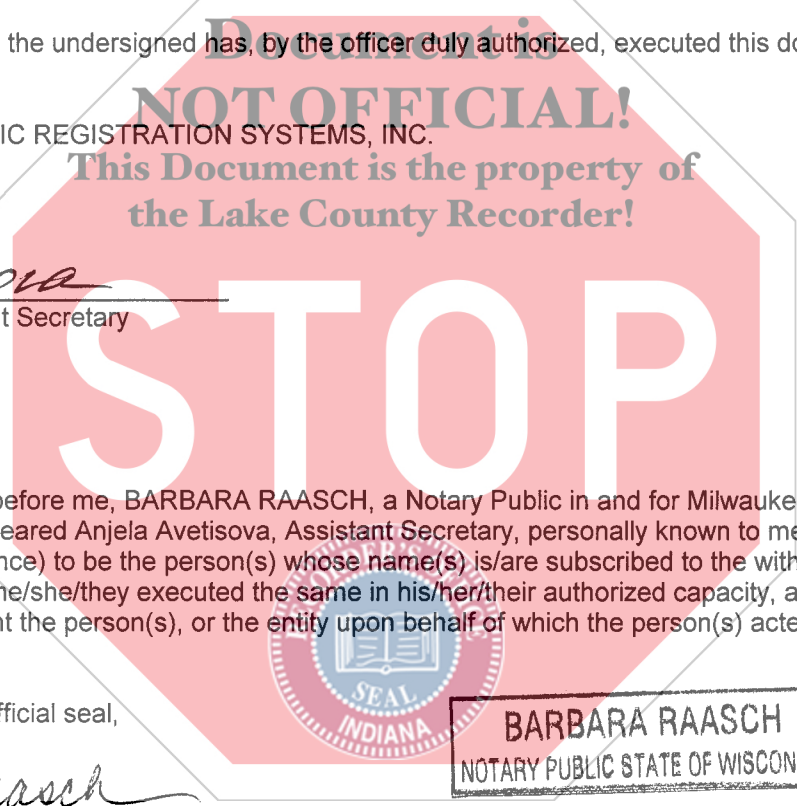 Document is
the undersigned has, by the officer duly authorized, executed this do
NOT OFFICIAL!
IC REGISTRATION SYSTEMS, INC.
This Document is the property of
the Lake County Recorder!
ova
t Secretary
STOP
before me, BARBARA RAASCH, a Notary Public in and for Milwauke
eared Anjela Avetisova, Assistant Secretary, personally known to me
nce) to be the person(s) whose name(s) is/are subscribed to the with
he/she/they executed the same in his/her/their authorized capacity, a
t the person(s), or the entity upon behalf of which the person(s) acte
RECORDER'S OFFICE
SEAL
INDIANA
fficial seal,
BARBARA RAASCH
NOTARY PUBLIC STATE OF WISCON
aasch